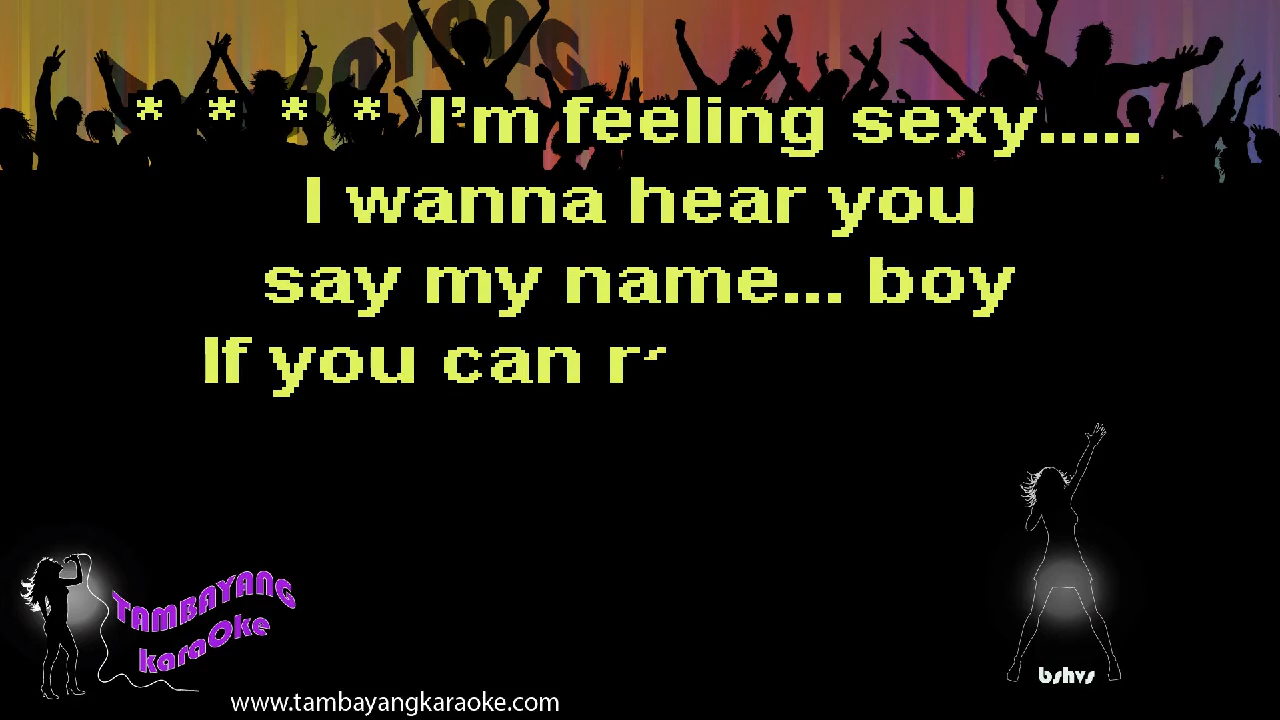 * * * * I'm feeling sexy.....
I wanna hear you
say my name... boy
If you can
TAMBAYANG
karaOke
www.tambayangkaraoke.com
bshvs